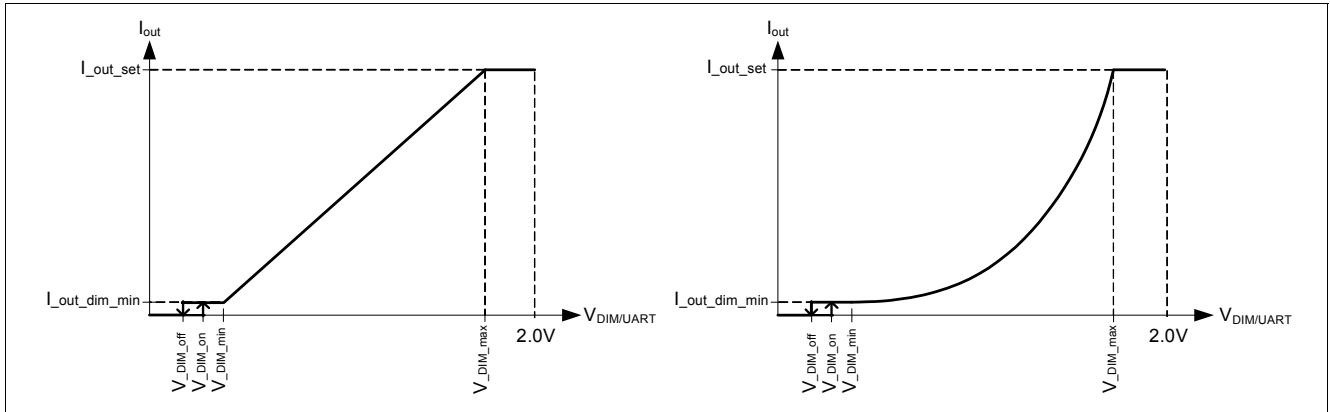 I_out
I_out_set
I_out_dim_min
V_DIM_off
V_DIM_on
V_DIM_min
V_DIM_max
2.0V
V_DIM/UART
I_out
I_out_set
I_out_dim_min
V_DIM_off
V_DIM_on
V_DIM_min
V_DIM_max
2.0V
V_DIM/UART